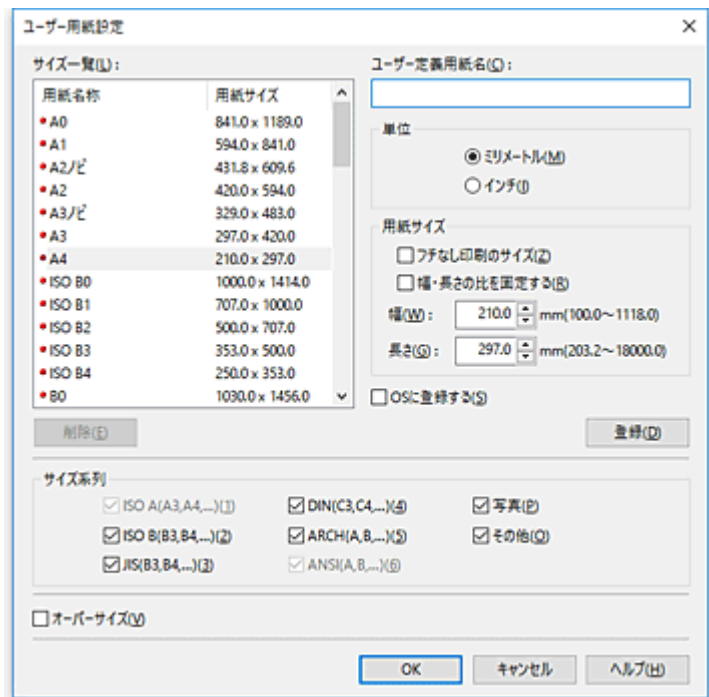 ユーザー用紙設定
サイズ一覧(L):
用紙名称 用紙サイズ
A0 841.0 x 1189.0
A1 594.0 x 841.0
A2ノビ 431.8 x 609.6
A2 420.0 x 594.0
A3ノビ 329.0 x 483.0
A3 297.0 x 420.0
A4 210.0 x 297.0
ISO B0 1000.0 x 1414.0
ISO B1 707.0 x 1000.0
ISO B2 500.0 x 707.0
ISO B3 353.0 x 500.0
ISO B4 250.0 x 353.0
B0 1030.0 x 1456.0
削除(E)
ユーザー定義用紙名(C):
単位
ミリメートル(M)
インチ(I)
用紙サイズ
フチなし印刷のサイズ(Z)
幅・長さの比を固定する(R)
幅(W): 210.0 mm(100.0～1118.0)
長さ(G): 297.0 mm(203.2～18000.0)
OSに登録する(S)
登録(D)
サイズ系列
ISO A(A3,A4,...)(1) DIN(C3,C4,...)(4) 写真(P)
ISO B(B3,B4,...)(2) ARCH(A,B,...)(5) その他(O)
JIS(B3,B4,...)(3) ANSI(A,B,...)(6)
オーバーサイズ(V)
OK キャンセル ヘルプ(H)